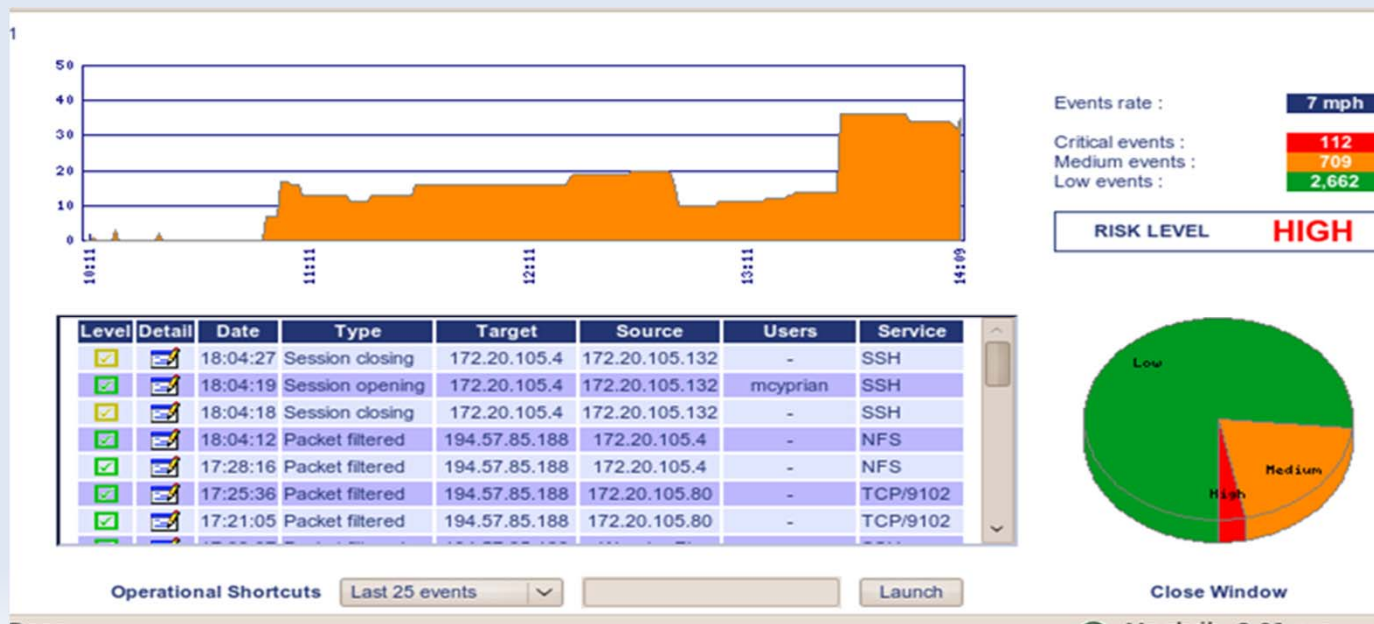 1
50
40
30
20
10
0
10:11
11:11
12:11
13:11
14:09
Events rate : 7 mph
Critical events : 112
Medium events : 709
Low events : 2,662
RISK LEVEL HIGH
Level Detail Date Type Target Source Users Service
18:04:27 Session closing 172.20.105.4 172.20.105.132 - SSH
18:04:19 Session opening 172.20.105.4 172.20.105.132 mcyprian SSH
18:04:18 Session closing 172.20.105.4 172.20.105.132 - SSH
18:04:12 Packet filtered 194.57.85.188 172.20.105.4 - NFS
17:28:16 Packet filtered 194.57.85.188 172.20.105.4 - NFS
17:25:36 Packet filtered 194.57.85.188 172.20.105.80 - TCP/9102
17:21:05 Packet filtered 194.57.85.188 172.20.105.80 - TCP/9102
Low
Medium
High
Operational Shortcuts Last 25 events Launch
Close Window